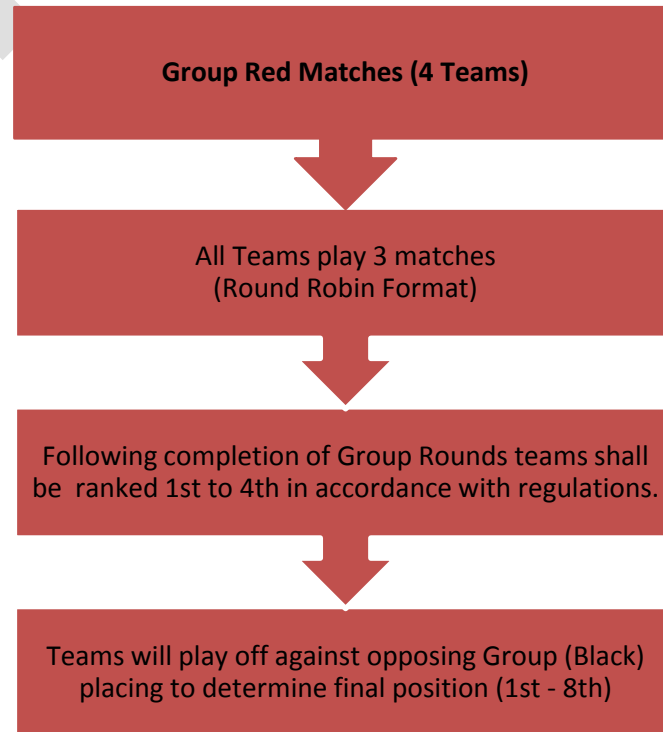 Group Red Matches (4 Teams)
All Teams play 3 matches
(Round Robin Format)
Following completion of Group Rounds teams shall
be ranked 1st to 4th in accordance with regulations.
Teams will play off against opposing Group (Black)
placing to determine final position (1st - 8th)